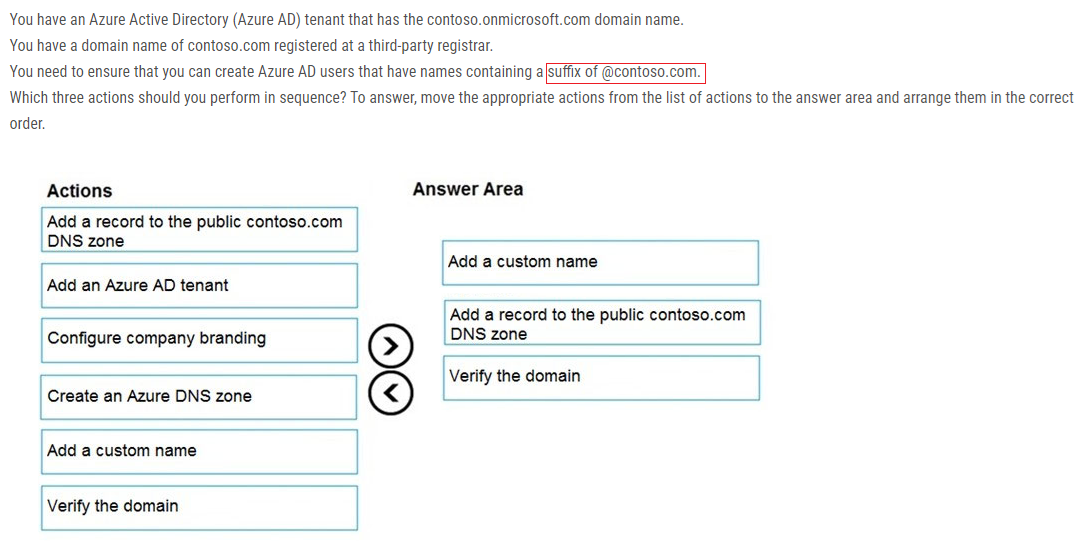 You have an Azure Active Directory (Azure AD) tenant that has the contoso.onmicrosoft.com domain name.
You have a domain name of contoso.com registered at a third-party registrar.
You need to ensure that you can create Azure AD users that have names containing a suffix of @contoso.com.
Which three actions should you perform in sequence? To answer, move the appropriate actions from the list of actions to the answer area and arrange them in the correct
order.
Actions
Add a record to the public contoso.com
DNS zone
Add an Azure AD tenant
Configure company branding
Create an Azure DNS zone
Add a custom name
Verify the domain
Answer Area
Add a custom name
Add a record to the public contoso.com
DNS zone
Verify the domain